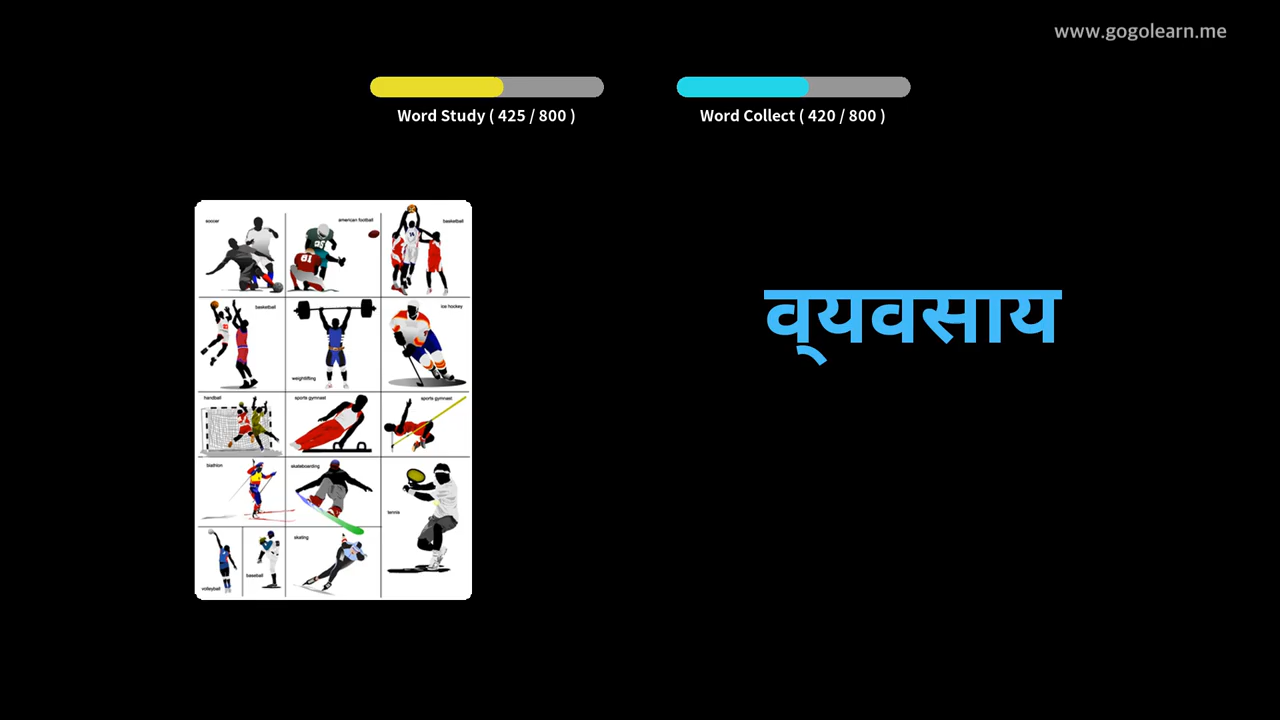 www.gogolearn.me
Word Study ( 425 / 800 )
Word Collect ( 420 / 800 )
soccer
american football
basketball
basketball
weightlifting
ice hockey
व्यवसाय
handball
sports gymnast
sports gymnast
biathlon
skateboarding
tennis
volleyball
baseball
skating